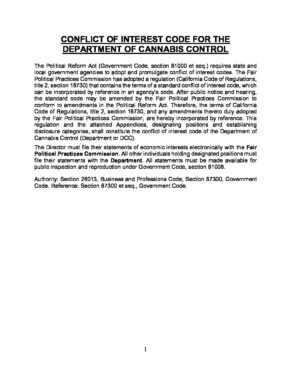 CONFLICT OF INTEREST CODE FOR THE
DEPARTMENT OF CANNABIS CONTROL
The Political Reform Act (Government Code, section 81000 et seq.) requires state and
local government agencies to adopt and promulgate conflict of interest codes. The Fair
Political Practices Commission has adopted a regulation (California Code of Regulations,
title 2, section 18730) that contains the terms of a standard conflict of interest code, which
can be incorporated by reference in an agency's code. After public notice and hearing,
the standard code may be amended by the Fair Political Practices Commission to
conform to amendments in the Political Reform Act. Therefore, the terms of California
Code of Regulations, title 2, section 18730, and any amendments thereto duly adopted
by the Fair Political Practices Commission, are hereby incorporated by reference. This
regulation and the attached Appendices, designating positions and establishing
disclosure categories, shall constitute the conflict of interest code of the Department of
Cannabis Control (Department or DCC).
The Director must file their statements of economic interests electronically with the Fair
Political Practices Commission. All other individuals holding designated positions must
file their statements with the Department. All statements must be made available for
public inspection and reproduction under Government Code, section 81008.
Authority: Section 26013, Business and Professions Code; Section 87300, Government
Code. Reference: Section 87300 et seq., Government Code.
1